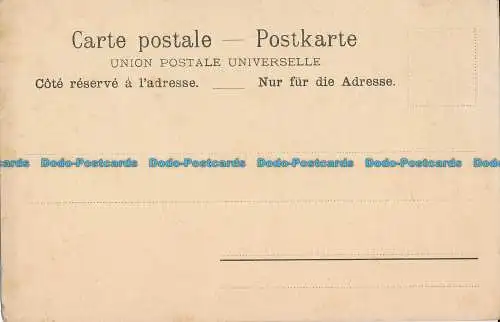 Carte postale — Postkarte
UNION POSTALE UNIVERSELLE
Côté réservé à l'adresse. ____ Nur für die Adresse.
Dodo-Postcards Dodo-Postcards Dodo-Postcards Dodo-Postcards